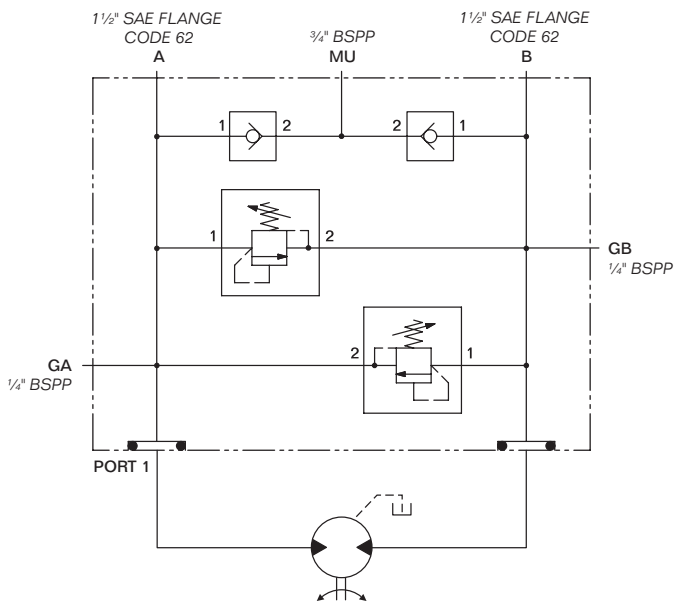 1½" SAE FLANGE
CODE 62
A
¾" BSPP
MU
1½" SAE FLANGE
CODE 62
B
1
2
2
1
1
2
GB
¼" BSPP
2
1
GA
¼" BSPP
PORT 1